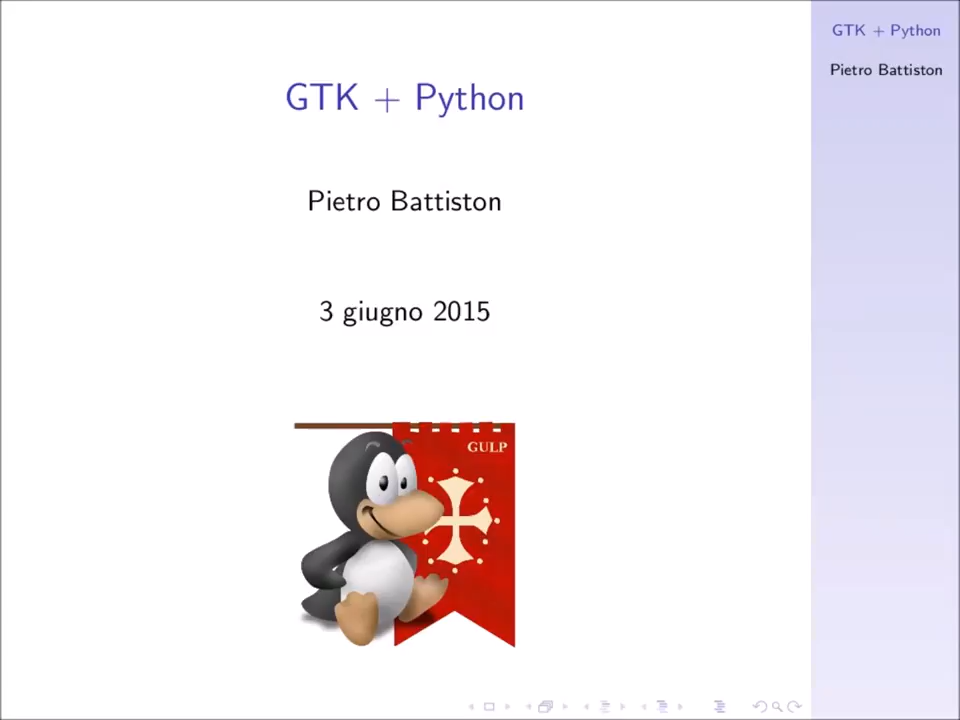 GTK + Python
Pietro Battiston
3 giugno 2015
GULP
GTK + Python
Pietro Battiston